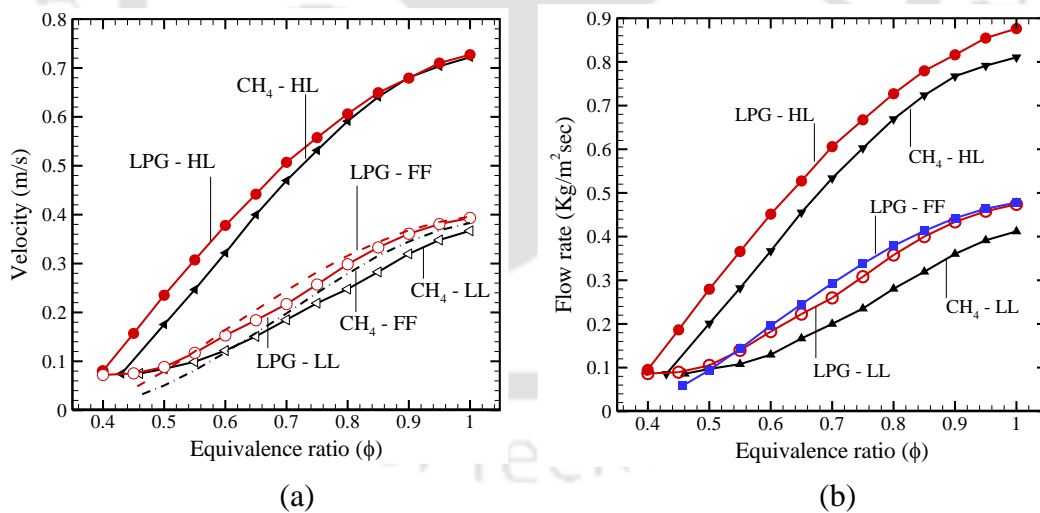 Velocity (m/s)
0.8
0.7
0.6
0.5
0.4
0.3
0.2
0.1
0
CH₄ - HL
LPG - HL
LPG - FF
CH₄ - LL
CH₄ - FF
LPG - LL
0.4 0.5 0.6 0.7 0.8 0.9 1
Equivalence ratio (ϕ)
(a)
Flow rate (Kg/m²sec)
0.9
0.8
0.7
0.6
0.5
0.4
0.3
0.2
0.1
0
LPG - HL
CH₄ - HL
LPG - FF
CH₄ - LL
LPG - LL
0.4 0.5 0.6 0.7 0.8 0.9 1
Equivalence ratio (ϕ)
(b)